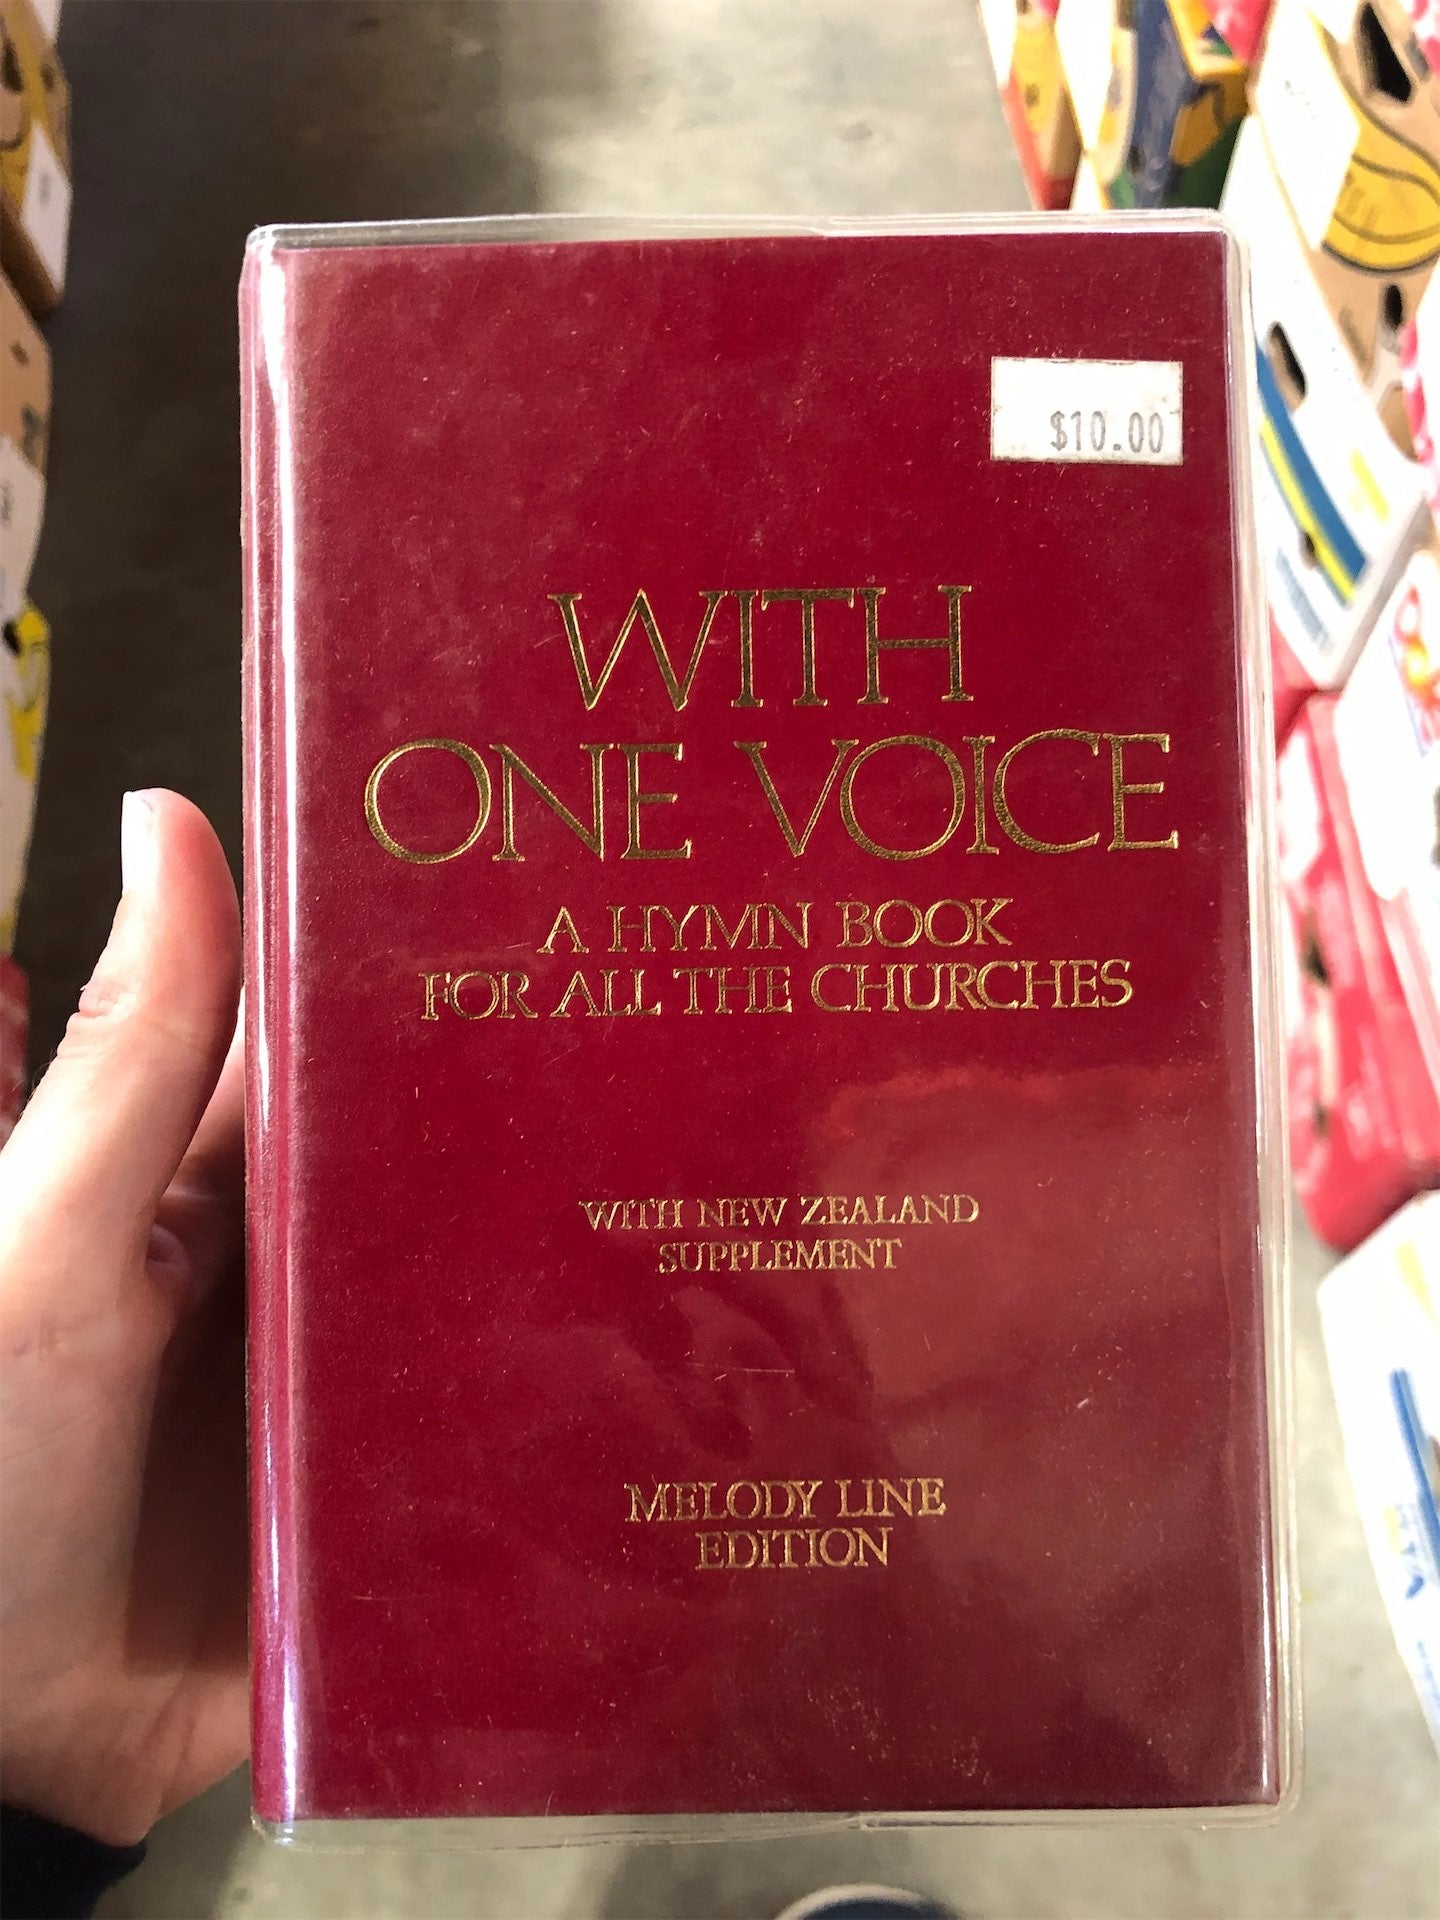 $10.00
WITH
ONE VOICE
A HYMN BOOK
FOR ALL THE CHURCHES
WITH NEW ZEALAND
SUPPLEMENT
MELODY LINE
EDITION